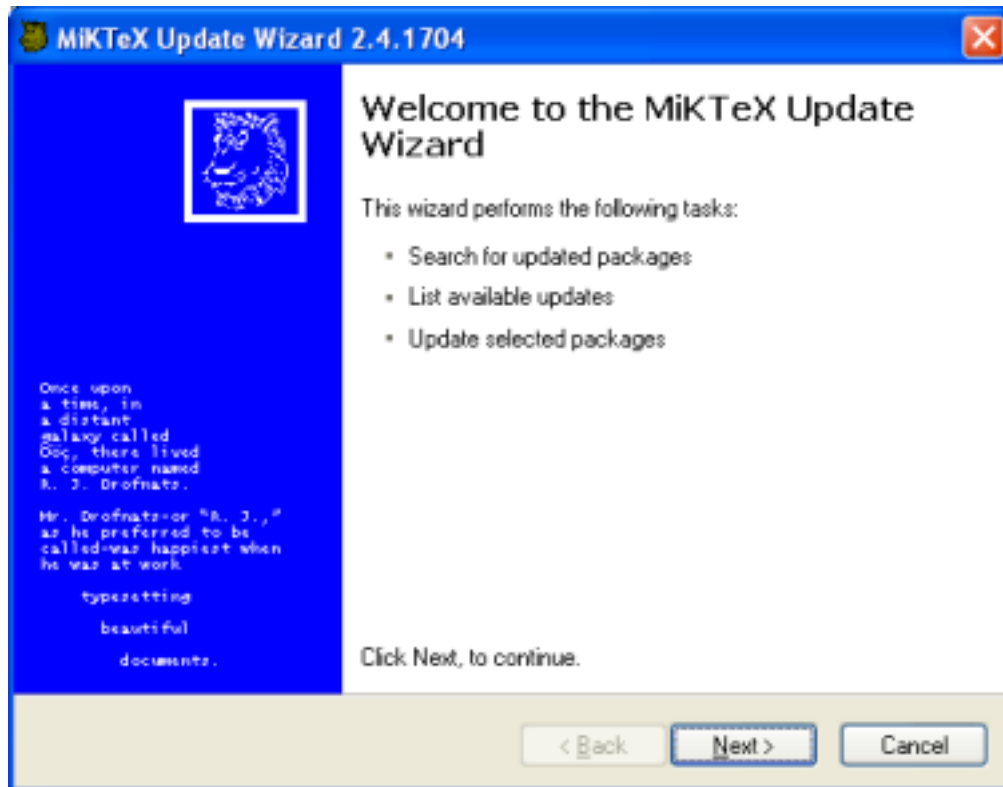 MiKTeX Update Wizard 2.4.1704
Welcome to the MiKTeX Update
Wizard
This wizard performs the following tasks:
Search for updated packages
List available updates
Update selected packages
Once upon
a time, in
a distant
galaxy called
Ööç, there lived
a computer named
R. J. Drofnats.
Mr. Drofnats-or "R. J.,"
as he preferred to be
called-was happiest when
he was at work
typesetting
beautiful
documents.
Click Next, to continue.
< Back
Next >
Cancel